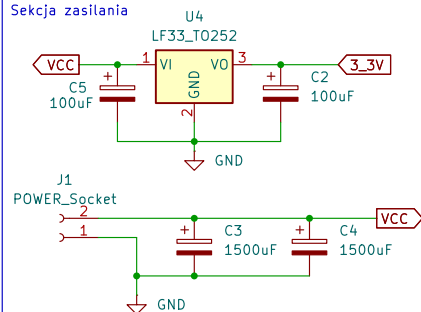 Sekcja zasilania
U4
LF33_TO252
VCC
1
VI
VO
3
3_3V
+
C5
100uF
GND
2
+
C2
100uF
GND
J1
POWER_Socket
2
1
+
C3
1500uF
+
C4
1500uF
VCC
GND